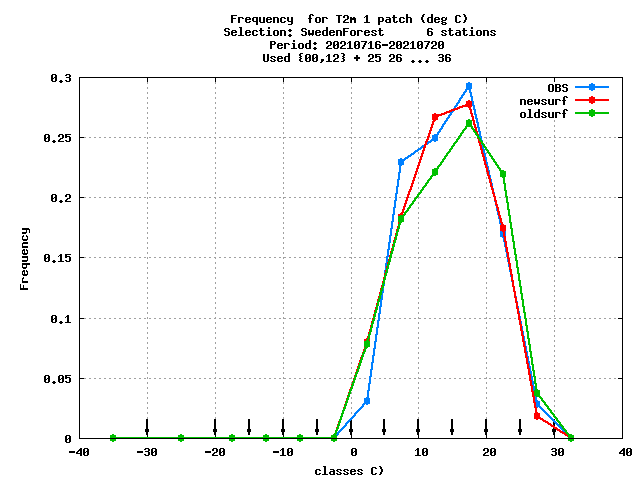 Frequency  for T2m 1 patch (deg C)
Selection: SwedenForest      6 stations
Period: 20210716-20210720
Used {00,12} + 25 26 ... 36
OBS
newsurf
oldsurf
0.3
0.25
0.2
0.15
0.1
0.05
0
Frequency
-40 -30 -20 -10 0 10 20 30 40
classes C)